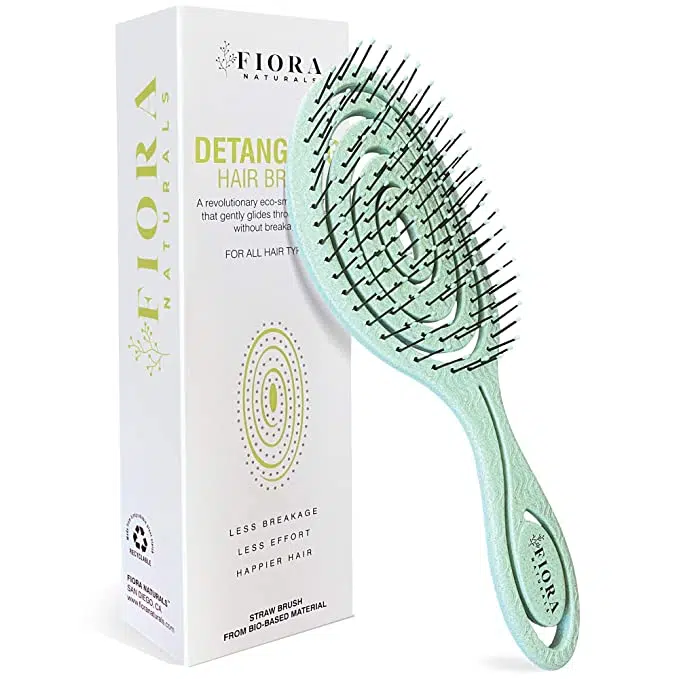 FIORA
NATURALS
FIORA
NATURALS
DETANG
HAIR BR
A revolutionary eco-sm
that gently glides thro
without breaka
FOR ALL HAIR TYP
LESS BREAKAGE
LESS EFFORT
HAPPIER HAIR
STRAW BRUSH
FROM BIO-BASED MATERIAL
RECYCLABLE
FIORA NATURALS™
SAN DIEGO, CA
www.fioranaturals.com
FIORA
NATURALS